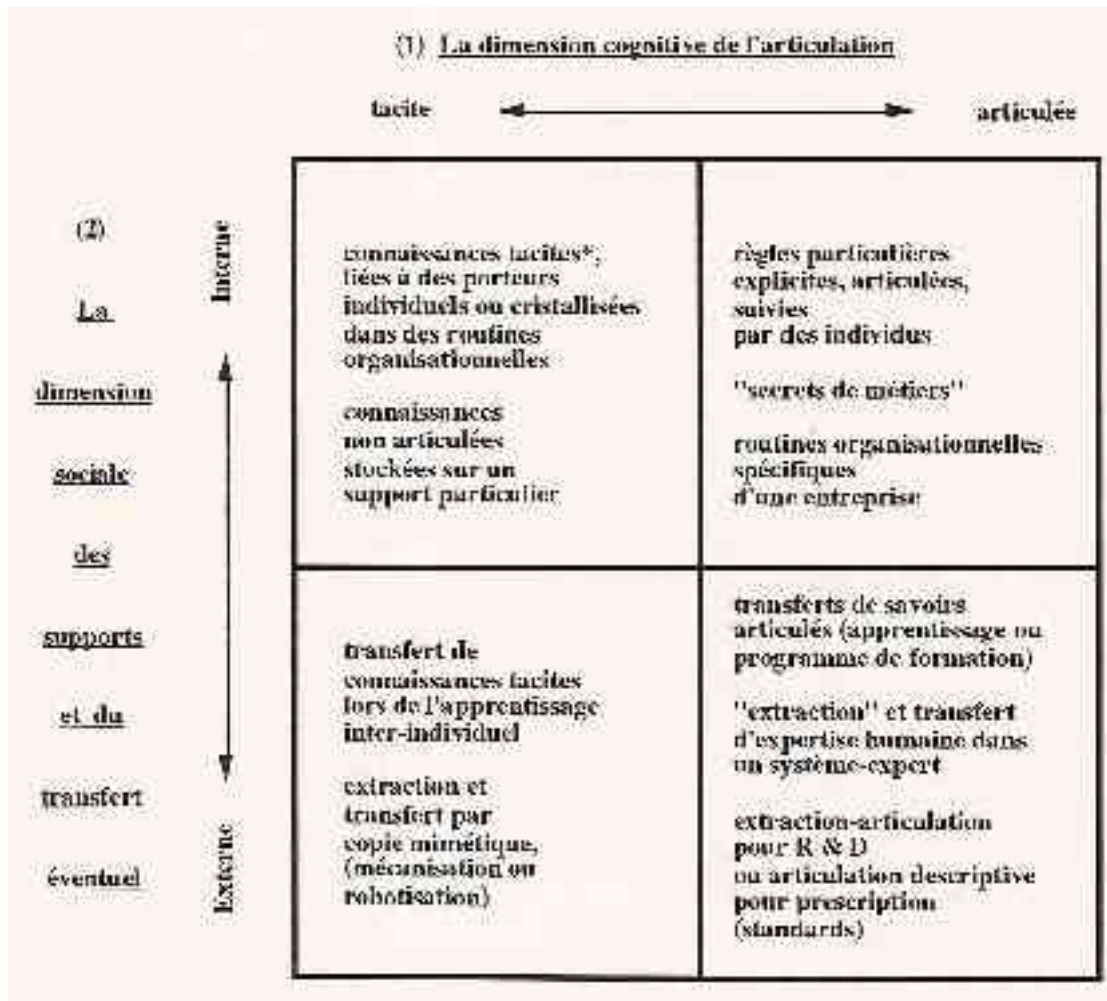 (1) La dimension cognitive de l'articulation
tacite
articulée
(2)
La
dimension
sociale
des
supports
et du
transfert
éventuel
Interne
Externe
connaissances tacites*,
liées à des porteurs
individuels ou cristallisées
dans des routines
organisationnelles
connaissances
non articulées
stockées sur un
support particulier
règles particulières
explicites, articulées,
suivies
par des individus
"secrets de métiers"
routines organisationnelles
spécifiques
d'une entreprise
transfert de
connaissances tacites
lors de l'apprentissage
inter-individuel
extraction et
transfert par
copie mimétique,
(mécanisation ou
robotisation)
transferts de savoirs
articulés (apprentissage ou
programme de formation)
"extraction" et transfert
d'expertise humaine dans
un système-expert
extraction-articulation
pour R & D
ou articulation descriptive
pour prescription
(standards)